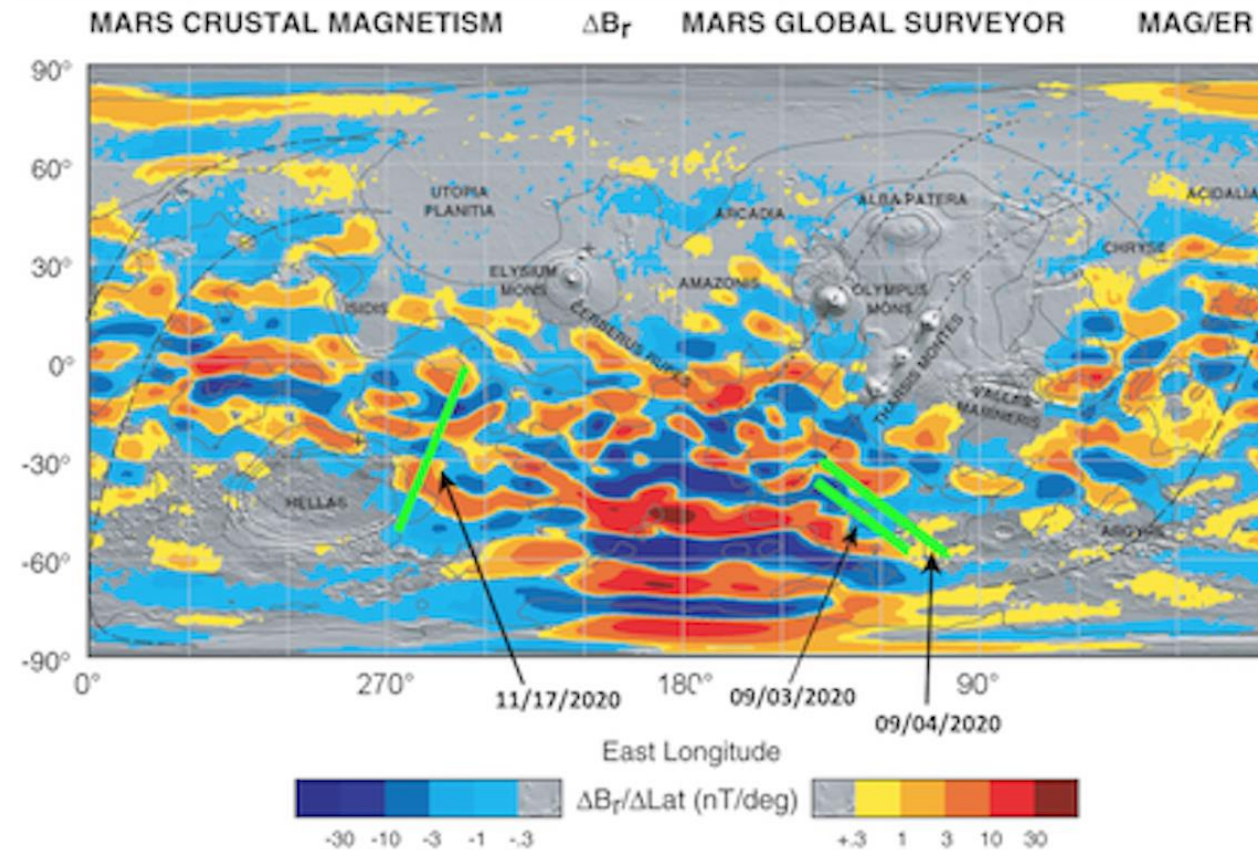 MARS CRUSTAL MAGNETISM ΔBr MARS GLOBAL SURVEYOR MAG/ER
90°
60°
30°
0°
-30°
-60°
-90°
UTOPIA
PLANITIA
ARCADIA
ALBA PATERA
ACIDALI
CHRYSE
ELYSIUM
MONS
AMAZONIS
OLYMPUS
MONS
ISIDIS
CERBERUS RUPES
THARSIS MONTES
VALLES
MARINERIS
HELLAS
ARGYRE
0° 270° 180° 90°
11/17/2020 09/03/2020
09/04/2020
East Longitude
ΔBr/ΔLat (nT/deg)
-30 -10 -3 -1 -.3 +.3 1 3 10 30